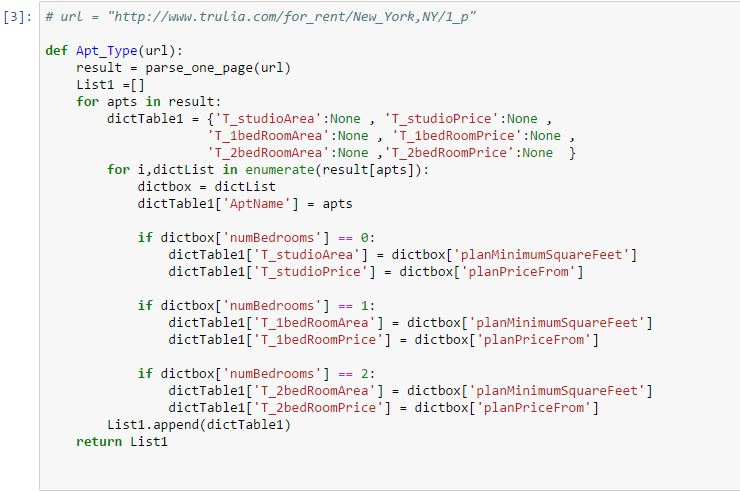 [3]: # url = "http://www.trulia.com/for_rent/New_York,NY/1_p"
def Apt_Type(url):
    result = parse_one_page(url)
    List1 =[]
    for apts in result:
        dictTable1 = {'T_studioArea':None , 'T_studioPrice':None ,
                     'T_1bedRoomArea':None , 'T_1bedRoomPrice':None ,
                     'T_2bedRoomArea':None ,'T_2bedRoomPrice':None  }
        for i,dictList in enumerate(result[apts]):
            dictbox = dictList
            dictTable1['AptName'] = apts
            if dictbox['numBedrooms'] == 0:
                dictTable1['T_studioArea'] = dictbox['planMinimumSquareFeet']
                dictTable1['T_studioPrice'] = dictbox['planPriceFrom']
            if dictbox['numBedrooms'] == 1:
                dictTable1['T_1bedRoomArea'] = dictbox['planMinimumSquareFeet']
                dictTable1['T_1bedRoomPrice'] = dictbox['planPriceFrom']
            if dictbox['numBedrooms'] == 2:
                dictTable1['T_2bedRoomArea'] = dictbox['planMinimumSquareFeet']
                dictTable1['T_2bedRoomPrice'] = dictbox['planPriceFrom']
        List1.append(dictTable1)
    return List1